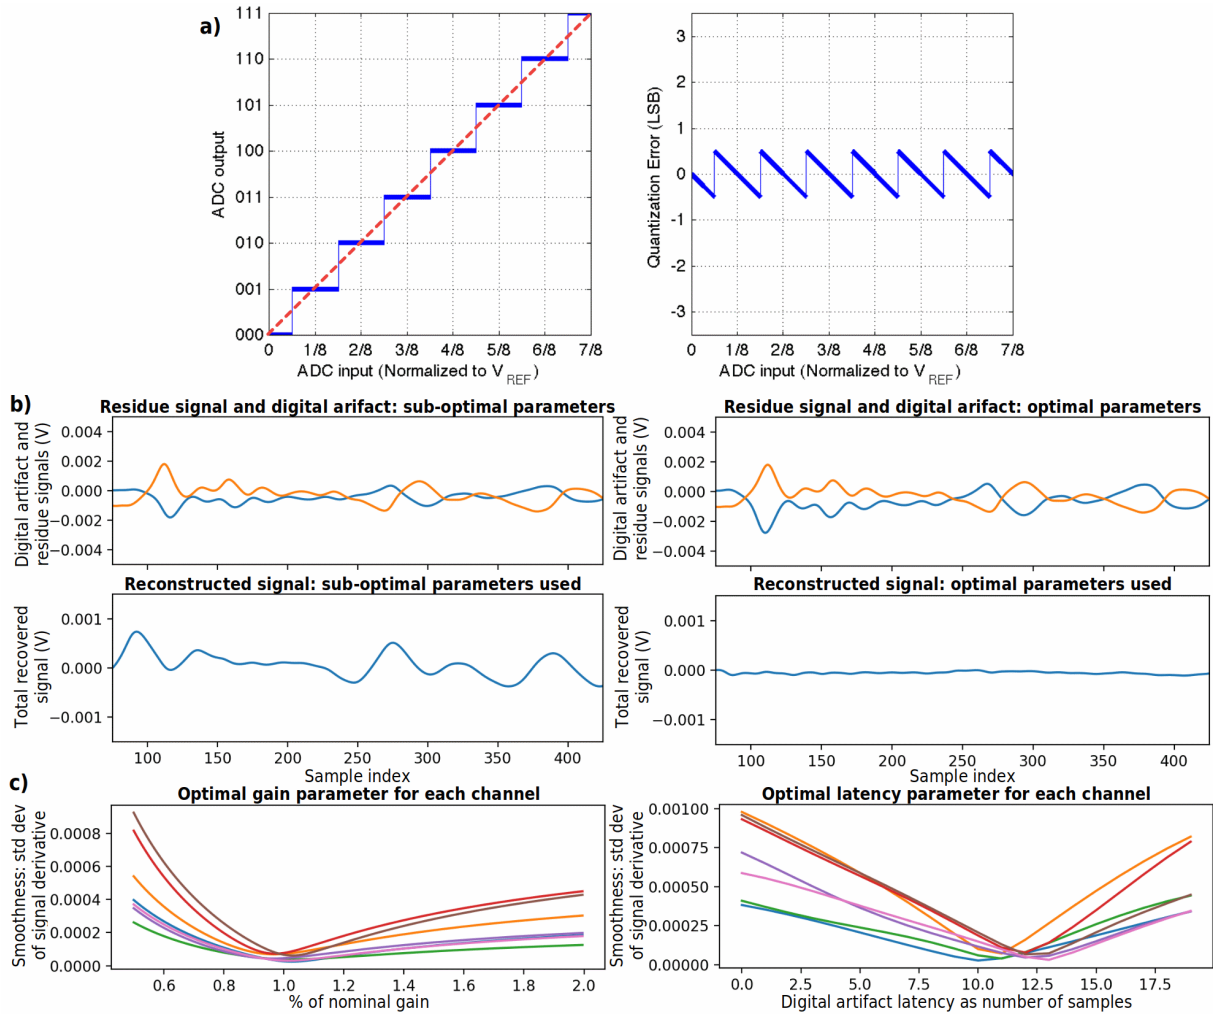 a)
111
110
101
100
011
010
001
000
ADC output
0 1/8 2/8 3/8 4/8 5/8 6/8 7/8
ADC input (Normalized to VREF)
3
2
1
0
-1
-2
-3
Quantization Error (LSB)
0 1/8 2/8 3/8 4/8 5/8 6/8 7/8
ADC input (Normalized to VREF)
b)
Residue signal and digital arifact: sub-optimal parameters
Digital artifact and
residue signals (V)
0.004
0.002
0.000
−0.002
−0.004
Residue signal and digital arifact: optimal parameters
Digital artifact and
residue signals (V)
0.004
0.002
0.000
−0.002
−0.004
Reconstructed signal: sub-optimal parameters used
Total recovered
signal (V)
0.001
0.000
−0.001
100 150 200 250 300 350 400
Sample index
Reconstructed signal: optimal parameters used
Total recovered
signal (V)
0.001
0.000
−0.001
100 150 200 250 300 350 400
Sample index
c)
Optimal gain parameter for each channel
Smoothness: std dev
of signal derivative
0.0008
0.0006
0.0004
0.0002
0.0000
0.6 0.8 1.0 1.2 1.4 1.6 1.8 2.0
% of nominal gain
Optimal latency parameter for each channel
Smoothness: std dev
of signal derivative
0.00100
0.00075
0.00050
0.00025
0.00000
0.0 2.5 5.0 7.5 10.0 12.5 15.0 17.5
Digital artifact latency as number of samples